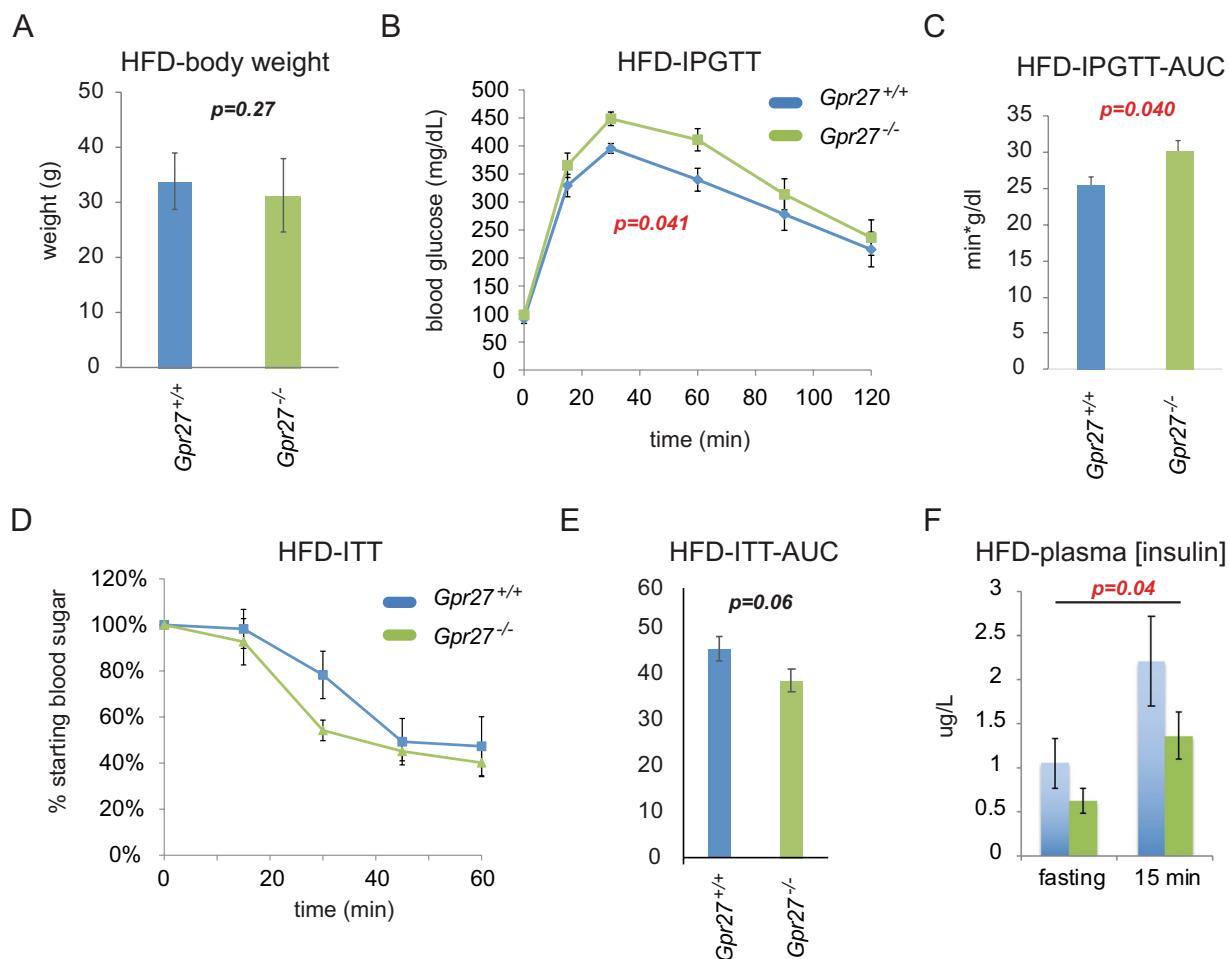 A
HFD-body weight
50
40
30
20
10
0
weight (g)
p=0.27
Gpr27+/+
Gpr27-/-
B
HFD-IPGTT
500
450
400
350
300
250
200
150
100
50
0
blood glucose (mg/dL)
Gpr27+/+
Gpr27-/-
p=0.041
0 20 40 60 80 100 120
time (min)
C
HFD-IPGTT-AUC
p=0.040
35
30
25
20
15
10
5
0
min*g/dl
Gpr27+/+
Gpr27-/-
D
HFD-ITT
120%
100%
80%
60%
40%
20%
0%
% starting blood sugar
Gpr27+/+
Gpr27-/-
0 20 40 60
time (min)
E
HFD-ITT-AUC
60
50
40
30
20
10
0
p=0.06
Gpr27+/+
Gpr27-/-
F
HFD-plasma [insulin]
3
2.5
2
1.5
1
0.5
0
ug/L
p=0.04
fasting 15 min